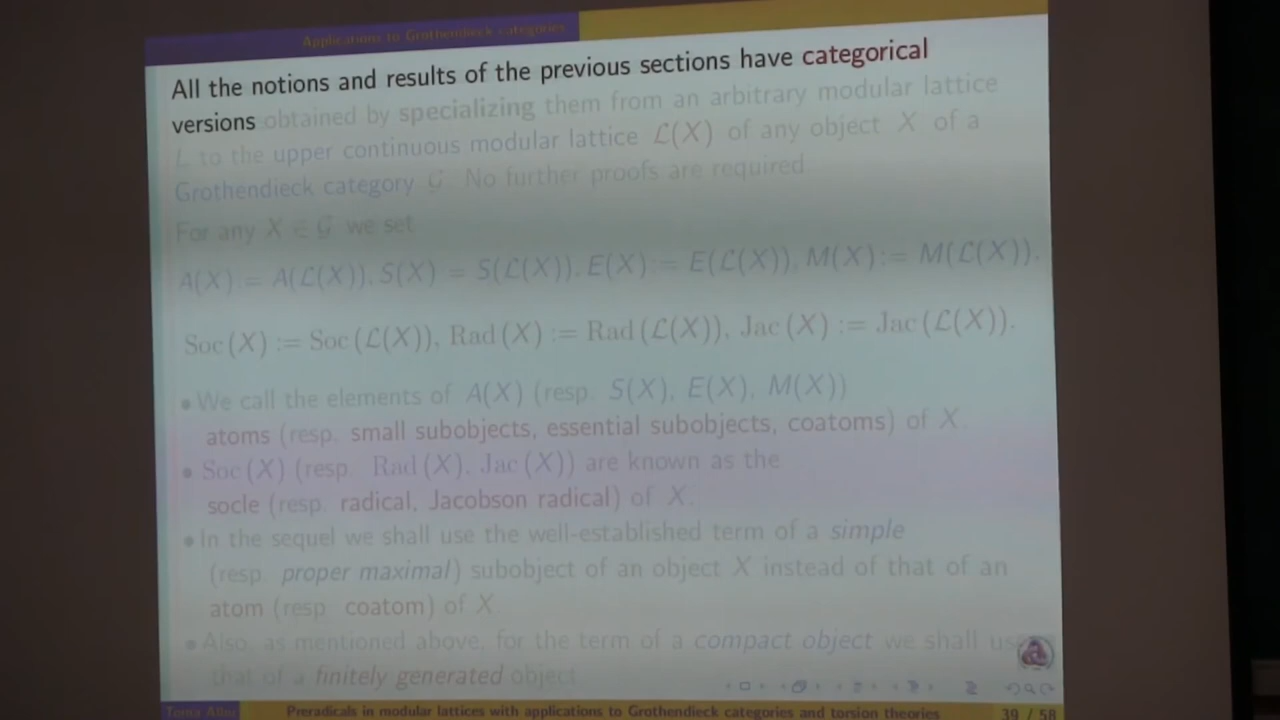 Applications to Grothendieck categories
All the notions and results of the previous sections have categorical
versions obtained by specializing them from an arbitrary modular lattice
L to the upper continuous modular lattice ℒ(X) of any object X of a
Grothendieck category 𝒢. No further proofs are required.
For any X ∈ 𝒢 we set
A(X) := A(ℒ(X)), S(X) := S(ℒ(X)), E(X) := E(ℒ(X)), M(X) := M(ℒ(X)),
Soc (X) := Soc (ℒ(X)), Rad (X) := Rad (ℒ(X)), Jac (X) := Jac (ℒ(X)).
• We call the elements of A(X) (resp. S(X), E(X), M(X))
atoms (resp. small subobjects, essential subobjects, coatoms) of X.
• Soc (X) (resp. Rad (X), Jac (X)) are known as the
socle (resp. radical, Jacobson radical) of X.
• In the sequel we shall use the well-established term of a simple
(resp. proper maximal) subobject of an object X instead of that of an
atom (resp. coatom) of X.
• Also, as mentioned above, for the term of a compact object we shall use
that of a finitely generated object.
Toma Albu Preradicals in modular lattices with applications to Grothendieck categories and torsion theories 39 / 58